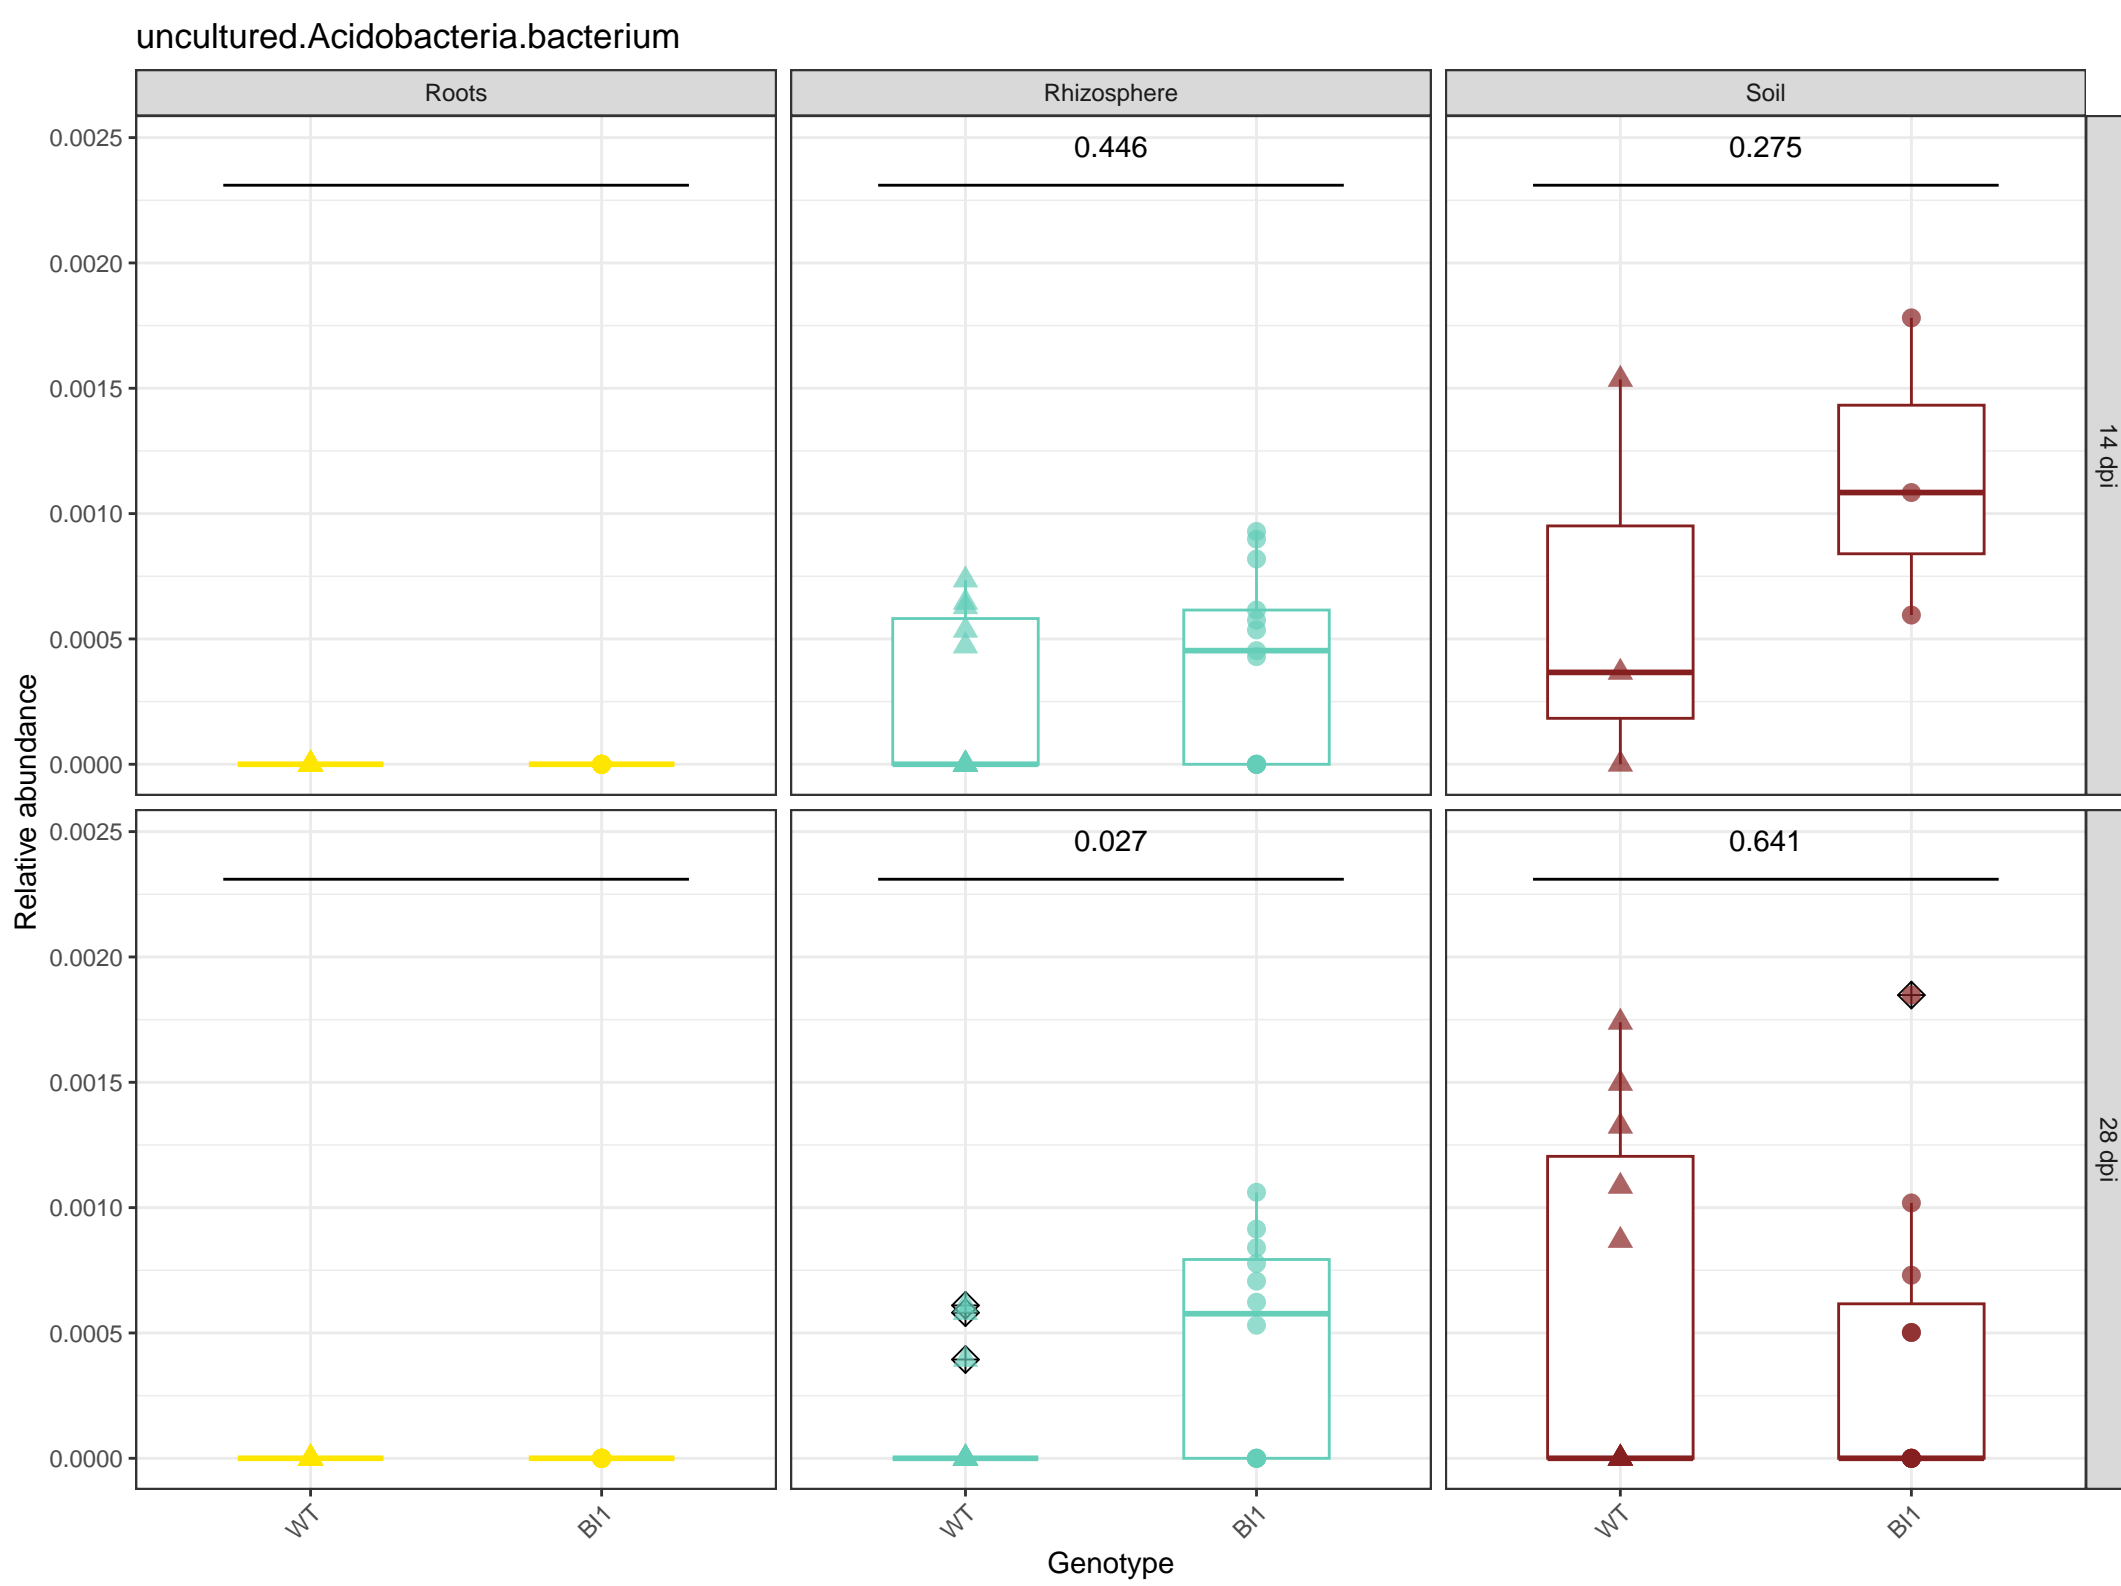 uncultured.Acidobacteria.bacterium
Roots
Rhizosphere
Soil
0.0025
0.0020
0.0015
0.0010
0.0005
0.0000
0.446
0.275
14 dpi
0.0025
0.0020
0.0015
0.0010
0.0005
0.0000
0.027
0.641
28 dpi
Relative abundance
WT
BI1
WT
BI1
WT
BI1
Genotype